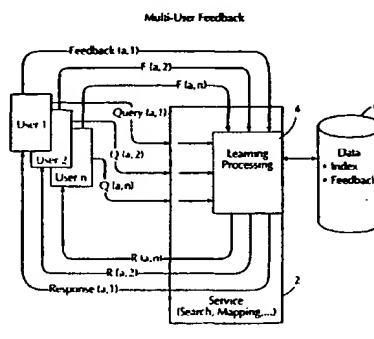 Multi-User Feedback
Feedback (a,1)
F (a,2)
F (a,n)
4
User 1
User 2
User n
Query (a,1)
Q (a,2)
Q (a,n)
Learning
Processing
Data
• Index
• Feedback
R (a,n)
R (a,2)
Response (a,1)
Service
(Search, Mapping,...)
2